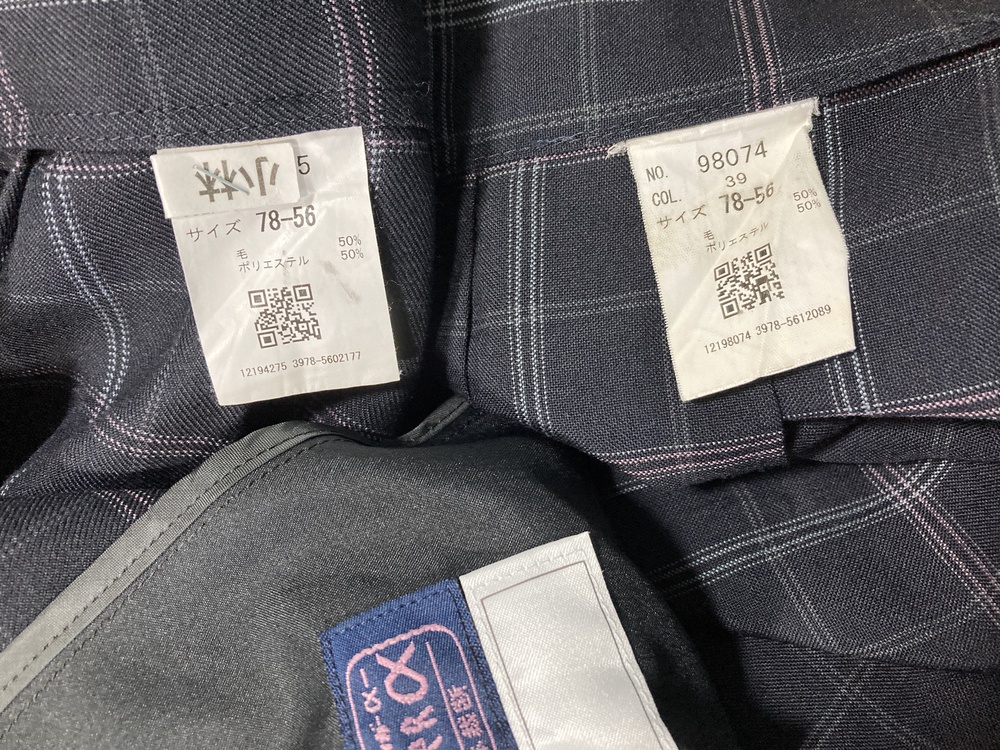 小林
5
サイズ 78-56
毛 50%
ポリエステル 50%
12194275 3978-5602177
NO. 98074
COL. 39
サイズ 78-56
毛 50%
ポリエステル 50%
12198074 3978-5612089
α